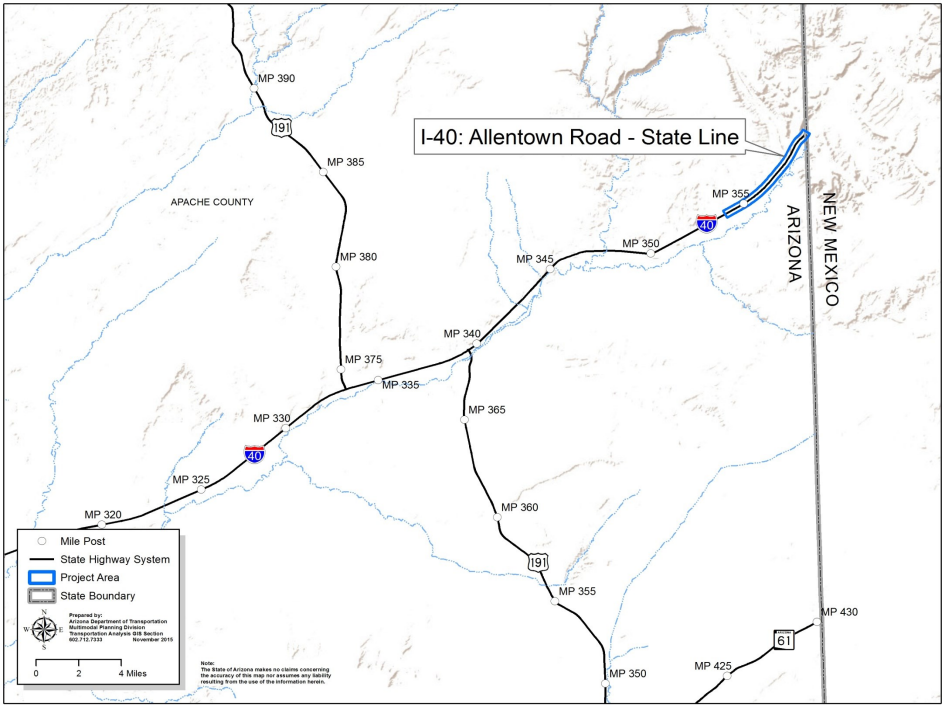 MP 390
191
I-40: Allentown Road - State Line
MP 385
MP 355
APACHE COUNTY
40
NEW MEXICO
ARIZONA
MP 350
MP 380
MP 345
MP 340
MP 375
MP 335
MP 365
MP 330
40
MP 325
MP 360
MP 320
191
MP 355
MP 430
61
MP 425
MP 350
Mile Post
State Highway System
Project Area
State Boundary
N
W E
S
Prepared by:
Arizona Department of Transportation
Multimodal Planning Division
Transportation Analysis GIS Section
602.712.7333 November 2015
0 2 4 Miles
Note:
The State of Arizona makes no claims concerning
the accuracy of this map nor assumes any liability
resulting from the use of the information herein.